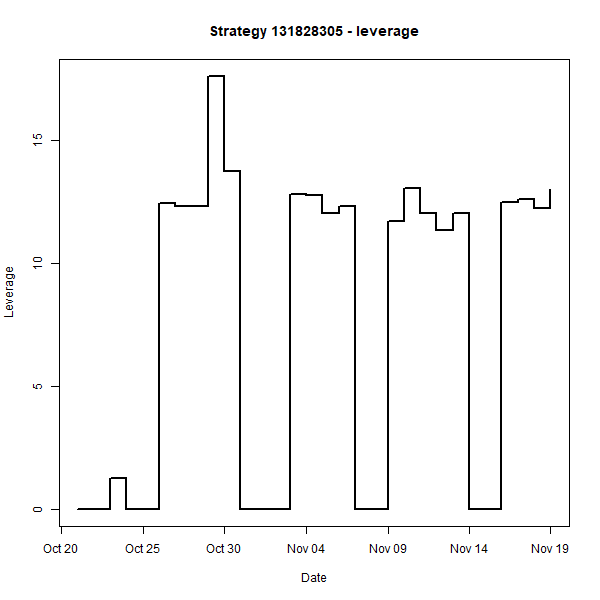 Strategy 131828305 - leverage
Leverage
15
10
5
0
Oct 20 Oct 25 Oct 30 Nov 04 Nov 09 Nov 14 Nov 19
Date